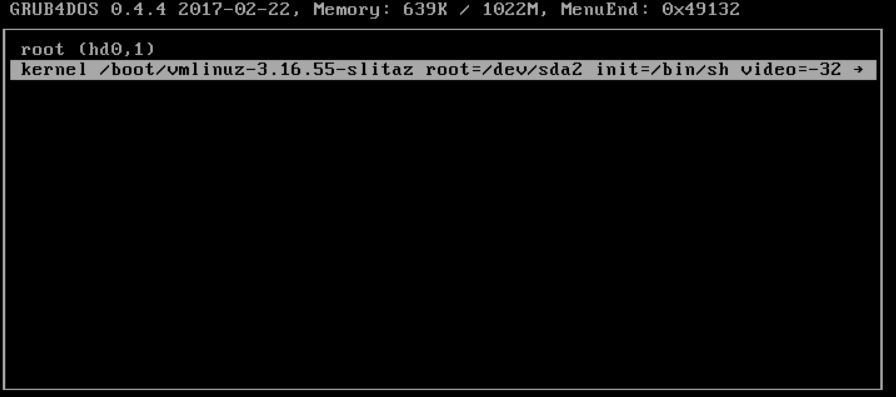 GRUB4DOS 0.4.4 2017-02-22, Memory: 639K / 1022M, MenuEnd: 0x49132
root (hd0,1)
kernel /boot/vmlinuz-3.16.55-slitaz root=/dev/sda2 init=/bin/sh video=-32 →